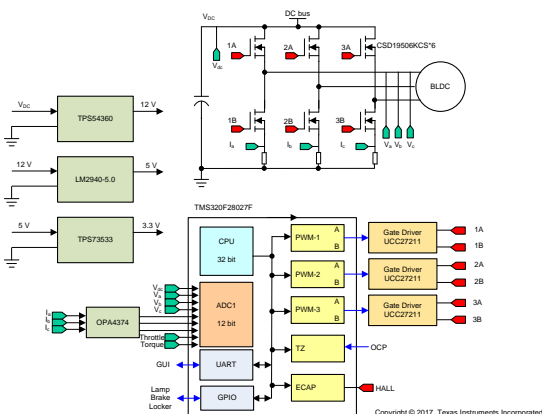 DC bus
VDC
Vdc
1A
2A
3A
CSD19506KCS*6
BLDC
1B
2B
3B
Ia
Ib
Ic
Va
Vb
Vc
VDC
TPS54360
12 V
12 V
LM2940-5.0
5 V
5 V
TPS73533
3.3 V
TMS320F28027F
CPU
32 bit
ADC1
12 bit
Vdc
Va
Vb
Vc
Ia
Ib
Ic
OPA4374
Throttle
Torque
GUI
UART
Lamp
Brake
Locker
GPIO
PWM-1
A
B
PWM-2
A
B
PWM-3
A
B
TZ
OCP
ECAP
HALL
Gate Driver
UCC27211
1A
1B
Gate Driver
UCC27211
2A
2B
Gate Driver
UCC27211
3A
3B
Copyright © 2017, Texas Instruments Incorporated